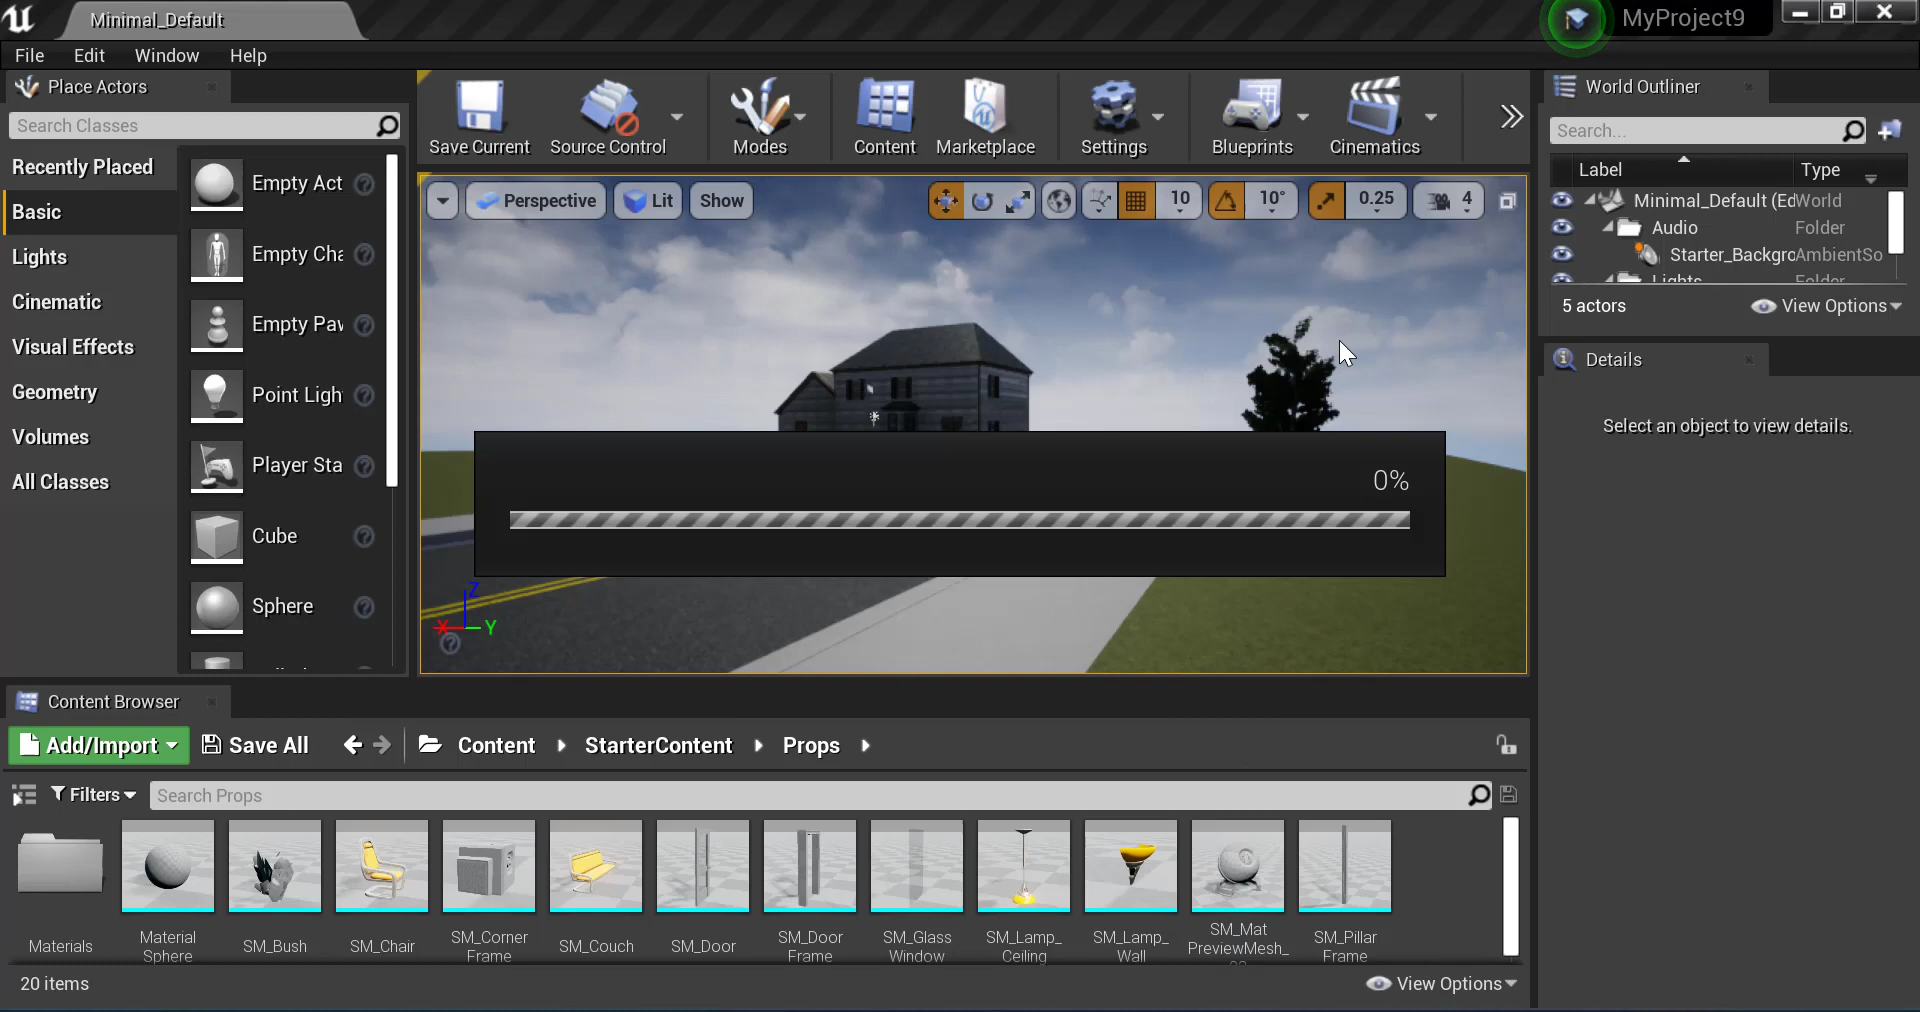 Minimal_Default
MyProject9
File Edit Window Help
Place Actors
Search Classes
Recently Placed
Basic
Lights
Cinematic
Visual Effects
Geometry
Volumes
All Classes
Empty Act
Empty Cha
Empty Pav
Point Ligh
Player Sta
Cube
Sphere
Save Current
Source Control
Modes
Content
Marketplace
Settings
Blueprints
Cinematics
Perspective
Lit
Show
10
10°
0.25
4
0%
Z
X
Y
World Outliner
Search...
Label Type
Minimal_Default (Ed World
Audio Folder
Starter_Backgro AmbientSo
Lights Folder
5 actors
View Options
Details
Select an object to view details.
Content Browser
Add/Import
Save All
Content
StarterContent
Props
Filters
Search Props
Materials
Material
Sphere
SM_Bush
SM_Chair
SM_Corner
Frame
SM_Couch
SM_Door
SM_Door
Frame
SM_Glass
Window
SM_Lamp_
Ceiling
SM_Lamp_
Wall
SM_Mat
PreviewMesh_
SM_Pillar
Frame
20 items
View Options